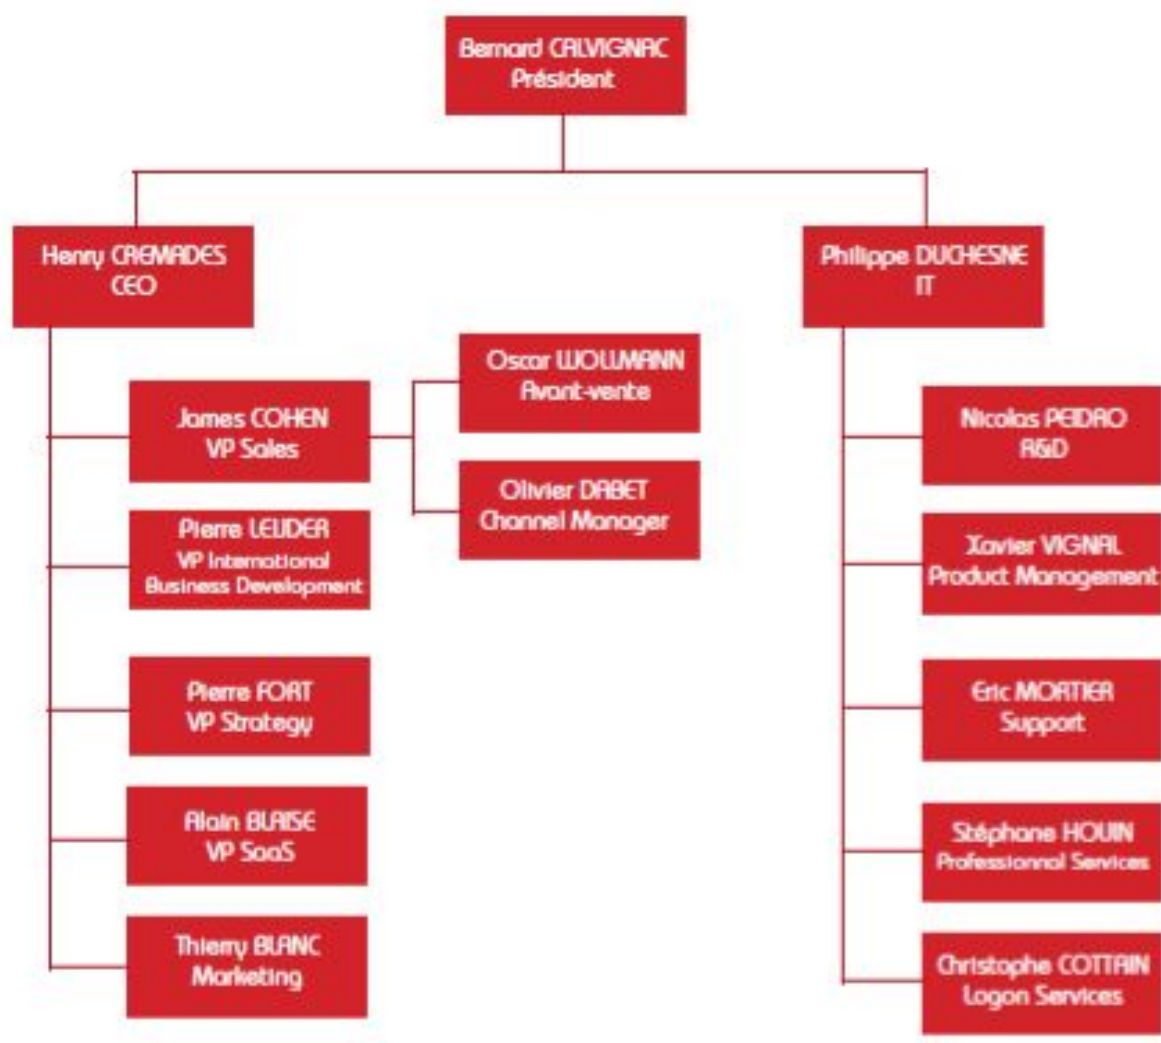 Bernard CALVIGNAC
Président
Henry CREMADES
CEO
Philippe DUCHESNE
IT
James COHEN
VP Sales
Oscar WOLLMANN
Avant-vente
Olivier DABET
Channel Manager
Pierre
VP International
Business Development
Pierre FORT
VP Strategy
Alain BLAISE
VP SaaS
Thierry BLANC
Marketing
Nicolas PEIDRO
R&D
Xavier VIGNAL
Product Management
Eric MORTIER
Support
Stéphane HOUIN
Professionnal Services
Christophe COTTAIN
Logon Services